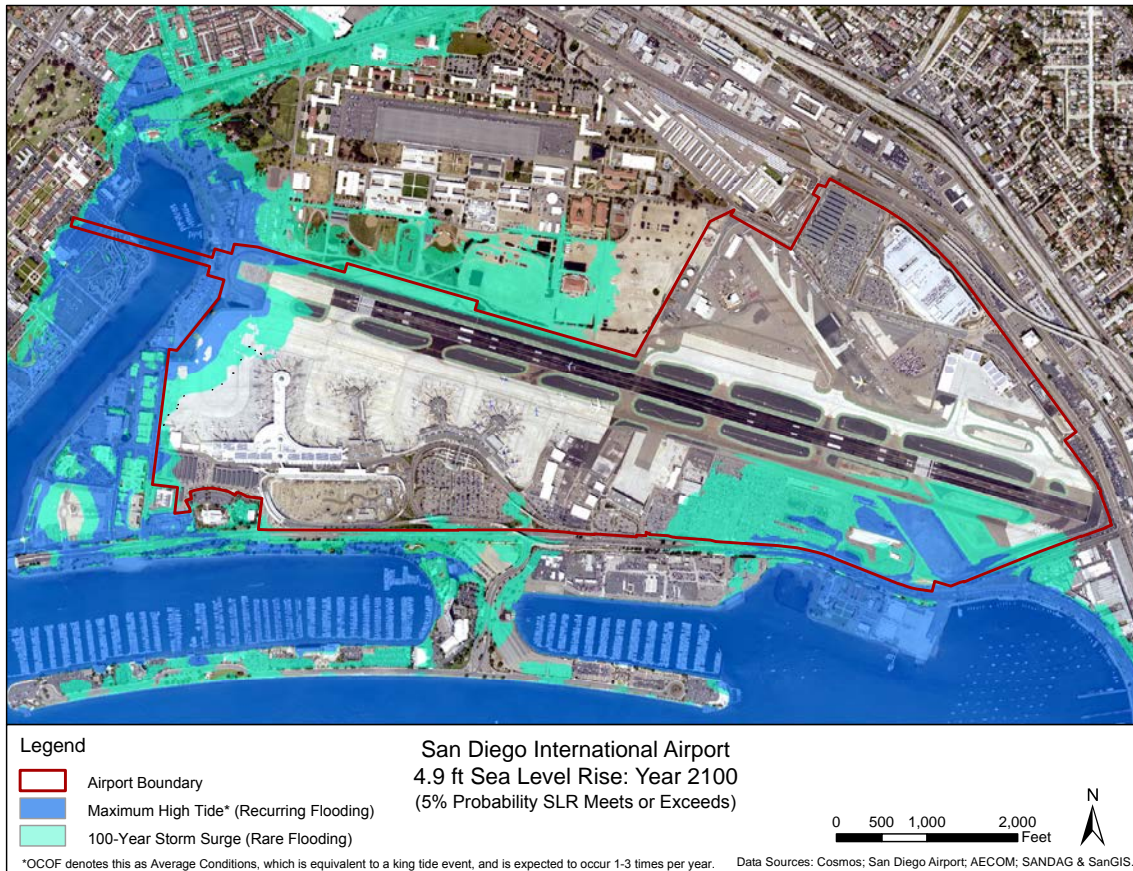 Legend
Airport Boundary
Maximum High Tide* (Recurring Flooding)
100-Year Storm Surge (Rare Flooding)
*OCOF denotes this as Average Conditions, which is equivalent to a king tide event, and is expected to occur 1-3 times per year.
San Diego International Airport
4.9 ft Sea Level Rise: Year 2100
(5% Probability SLR Meets or Exceeds)
N
0 500 1,000 2,000
Feet
Data Sources: Cosmos; San Diego Airport; AECOM; SANDAG & SanGIS.